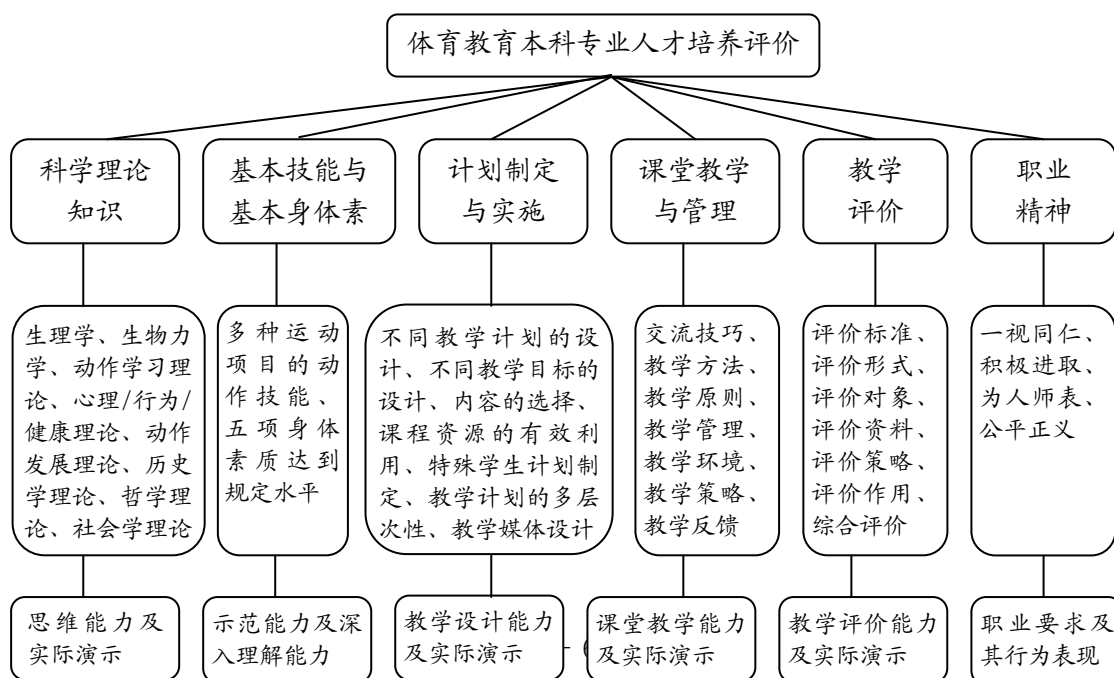 体育教育本科专业人才培养评价
科学理论
知识
基本技能与
基本身体素
计划制定
与实施
课堂教学
与管理
教学
评价
职业
精神
生理学、生物力
学、动作学习理
论、心理/行为/
健康理论、动作
发展理论、历史
学理论、哲学理
论、社会学理论
多种运动
项目的动
作技能、
五项身体
素质达到
规定水平
不同教学计划的设
计、不同教学目标的
设计、内容的选择、
课程资源的有效利
用、特殊学生计划制
定、教学计划的多层
次性、教学媒体设计
交流技巧、
教学方法、
教学原则、
教学管理、
教学环境、
教学策略、
教学反馈
评价标准、
评价形式、
评价对象、
评价资料、
评价策略、
评价作用、
综合评价
一视同仁、
积极进取、
为人师表、
公平正义
思维能力及
实际演示
示范能力及深
入理解能力
教学设计能力
及实际演示
课堂教学能力
及实际演示
教学评价能力
及实际演示
职业要求及
其行为表现